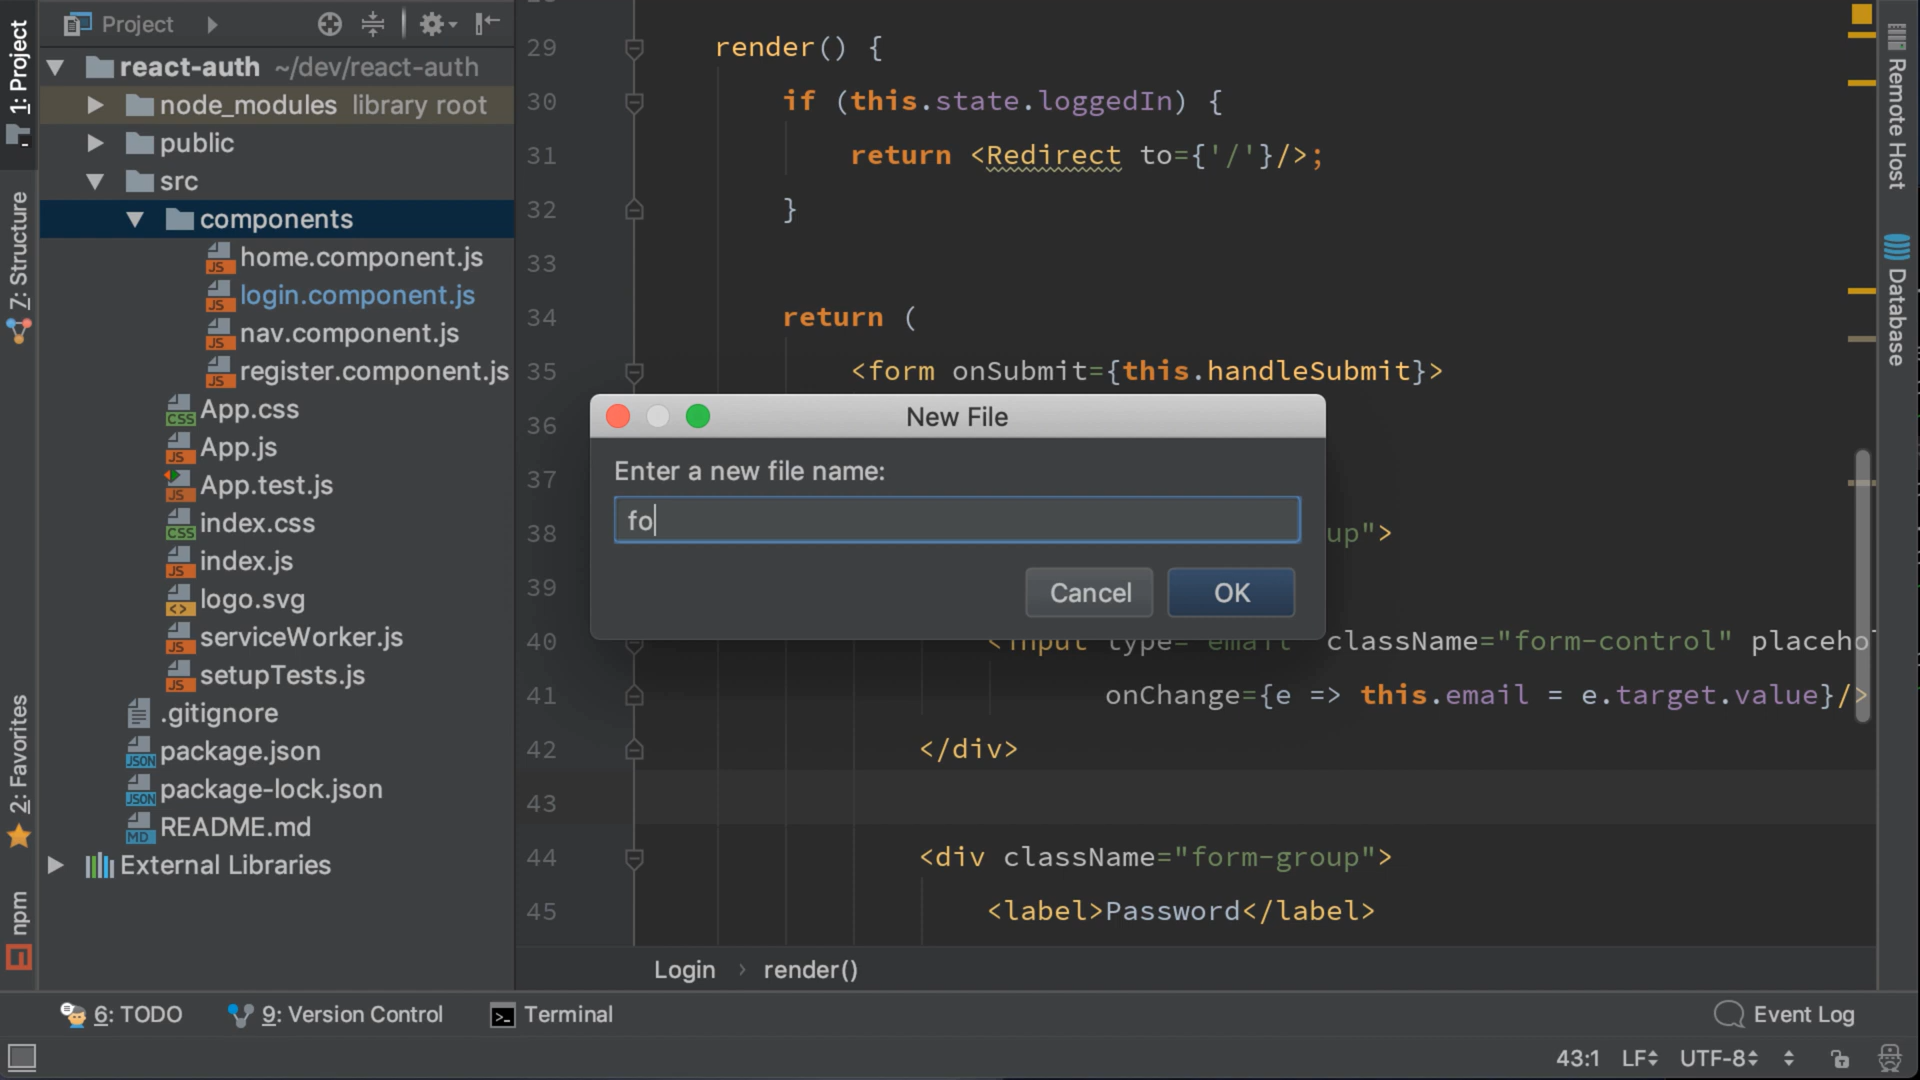 1: Project
Z: Structure
2: Favorites
npm
Project
react-auth ~/dev/react-auth
node_modules library root
public
src
components
home.component.js
login.component.js
nav.component.js
register.component.js
App.css
App.js
App.test.js
index.css
index.js
logo.svg
serviceWorker.js
setupTests.js
.gitignore
package.json
package-lock.json
README.md
External Libraries
29 render() {
30 if (this.state.loggedIn) {
31 return <Redirect to={'/'}/>;
32 }
33
34 return (
35 <form onSubmit={this.handleSubmit}>
36
37
38 up">
39
40 <input type="email" className="form-control" placehol
41 onChange={e => this.email = e.target.value}/>
42 </div>
43
44 <div className="form-group">
45 <label>Password</label>
New File
Enter a new file name:
fo
Cancel
OK
Login › render()
Remote Host
Database
6: TODO
9: Version Control
Terminal
Event Log
43:1 LF UTF-8